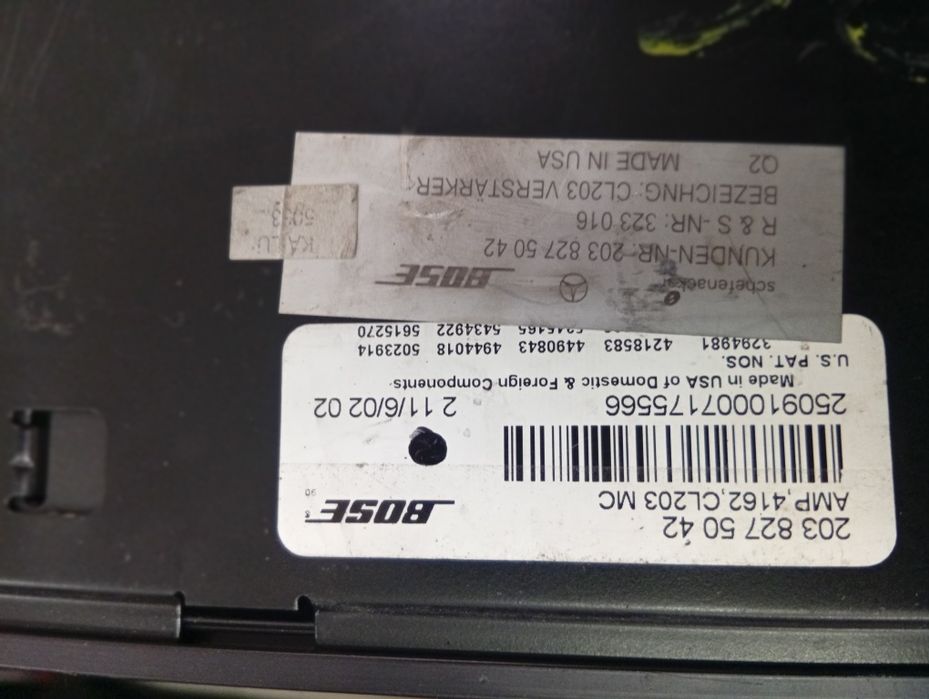 203 827 50 42
AMP,4162,CL203 MC
BOSE
250910007175566
2 11/6/02 02
Made in USA of Domestic & Foreign Components
U.S. PAT. NOS.
3294981 4218583 4490843 4944018 5023914
5434922 5615270
schefenacker BOSE
KUNDEN-NR: 203 827 50 42
R & S -NR: 323 016
BEZEICHNG: CL203 VERSTÄRKER
Q2 MADE IN USA